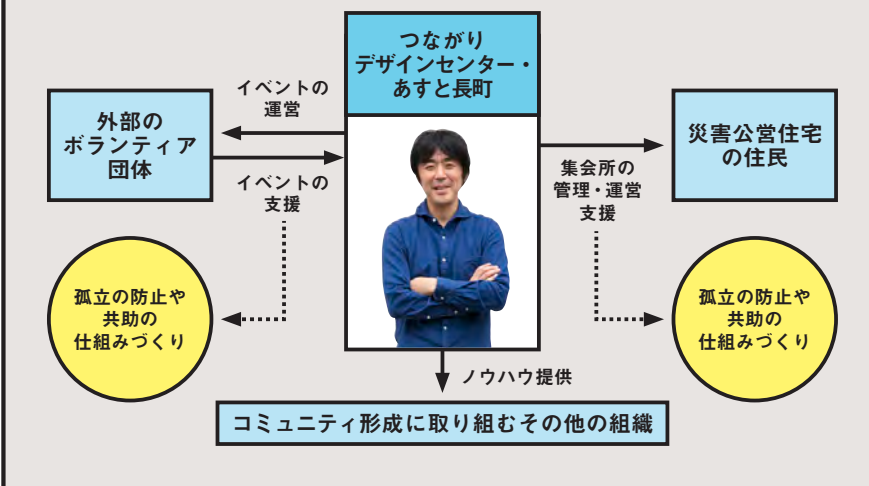 つながり
デザインセンター・
あすと長町
イベントの
運営
外部の
ボランティア
団体
イベントの
支援
災害公営住宅
の住民
集会所の
管理・運営
支援
孤立の防止や
共助の
仕組みづくり
孤立の防止や
共助の
仕組みづくり
ノウハウ提供
コミュニティ形成に取り組むその他の組織